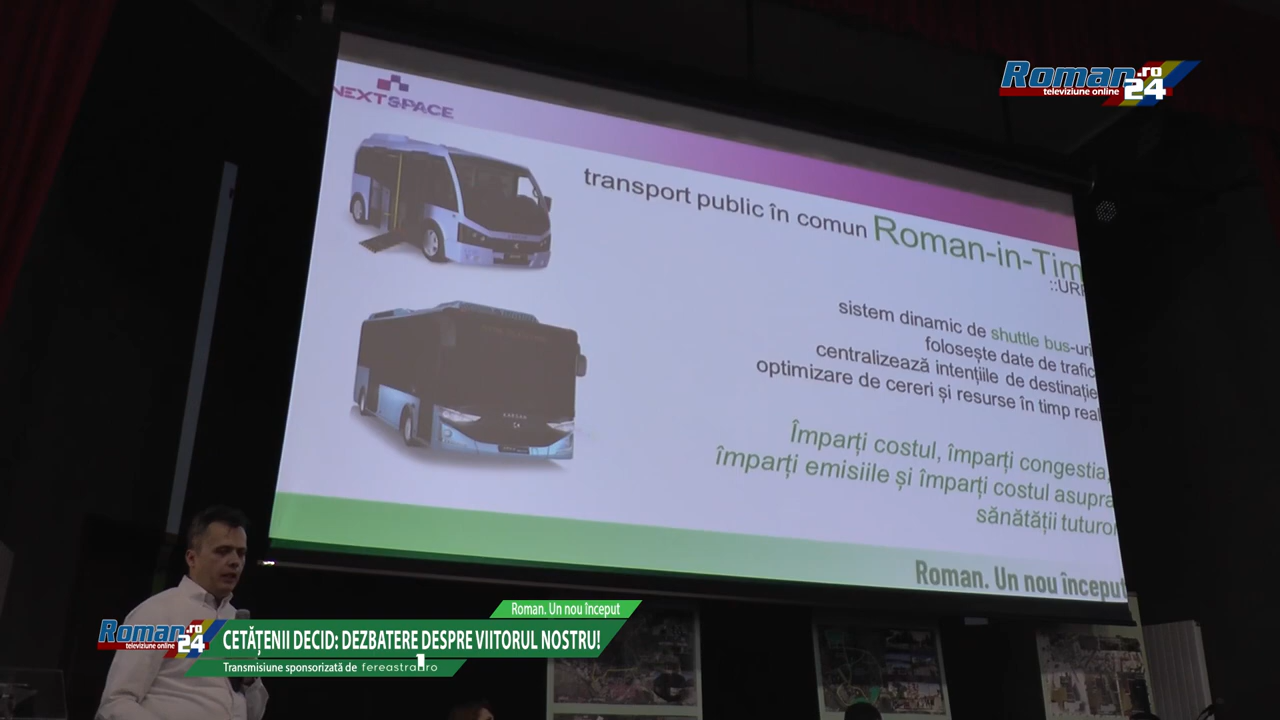 Roman.ro
televiziune online 24
NEXTSPACE
transport public în comun Roman-in-Tim
::URB
sistem dinamic de shuttle bus-uri
folosește date de trafic
centralizează intențiile de destinație
optimizare de cereri și resurse în timp real
Împarți costul, împarți congestia,
împarți emisiile și împarți costul asupra
sănătății tuturor
Roman. Un nou început
KARSAN
Roman. Un nou început
Roman.ro
televiziune online 24
CETĂȚENII DECID: DEZBATERE DESPRE VIITORUL NOSTRU!
Transmisiune sponsorizată de fereastra1ro